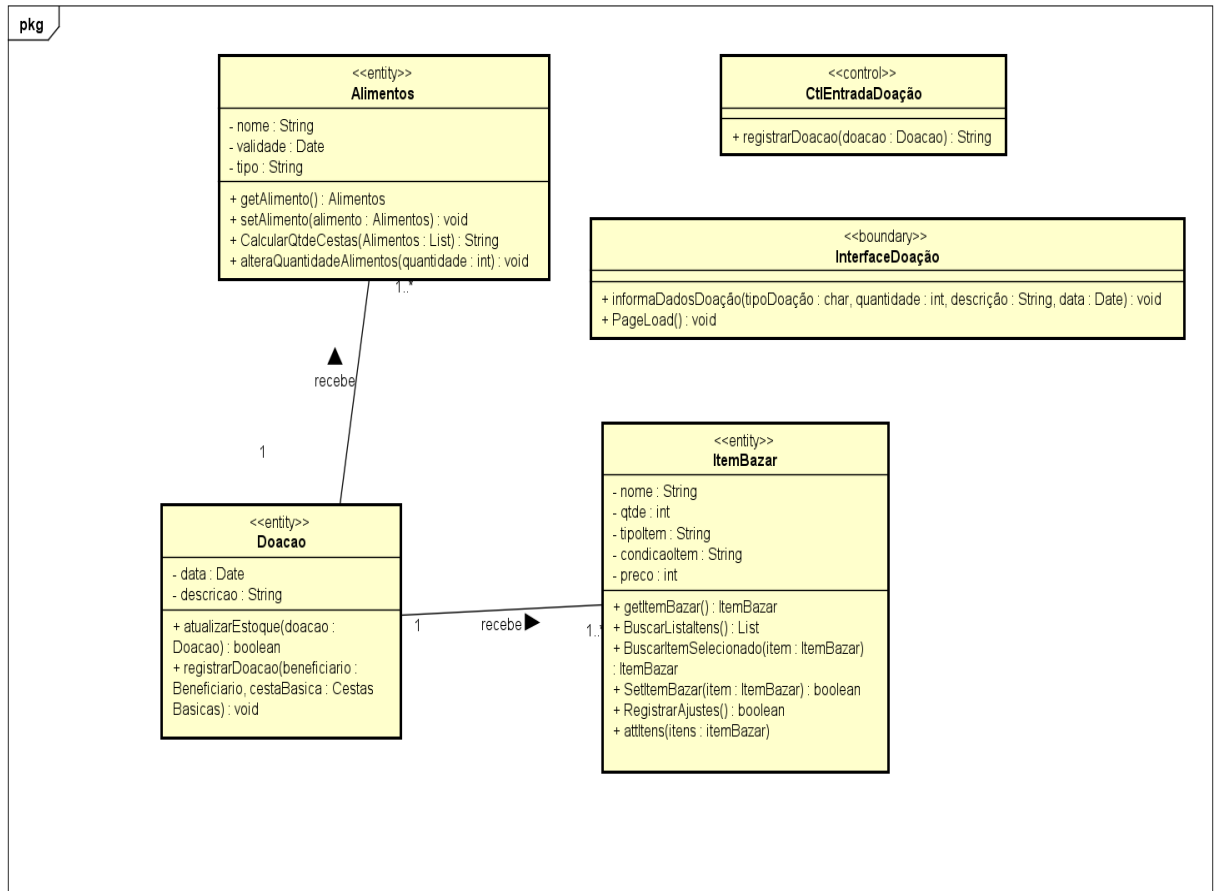 pkg
<<entity>>
Alimentos
- nome : String
- validade : Date
- tipo : String
+ getAlimento() : Alimentos
+ setAlimento(alimento : Alimentos) : void
+ CalcularQtdeCestas(Alimentos : List) : String
+ alteraQuantidadeAlimentos(quantidade : int) : void
<<control>>
CtlEntradaDoação
+ registrarDoacao(doacao : Doacao) : String
<<boundary>>
InterfaceDoação
+ informaDadosDoação(tipoDoação : char, quantidade : int, descrição : String, data : Date) : void
+ PageLoad() : void
1..*
recebe
1
<<entity>>
Doacao
- data : Date
- descricao : String
+ atualizarEstoque(doacao :
Doacao) : boolean
+ registrarDoacao(beneficiario :
Beneficiario, cestaBasica : Cestas
Basicas) : void
1
recebe
1..*
<<entity>>
ItemBazar
- nome : String
- qtde : int
- tipoItem : String
- condicaoItem : String
- preco : int
+ getItemBazar() : ItemBazar
+ BuscarListaItens() : List
+ BuscarItemSelecionado(item : ItemBazar)
: ItemBazar
+ SetItemBazar(item : ItemBazar) : boolean
+ RegistrarAjustes() : boolean
+ attItens(itens : itemBazar)